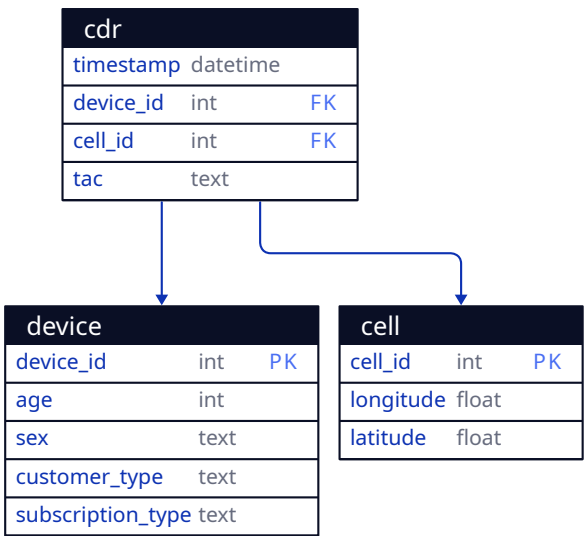 cdr
timestamp datetime
device_id int FK
cell_id int FK
tac text
device
device_id int PK
age int
sex text
customer_type text
subscription_type text
cell
cell_id int PK
longitude float
latitude float